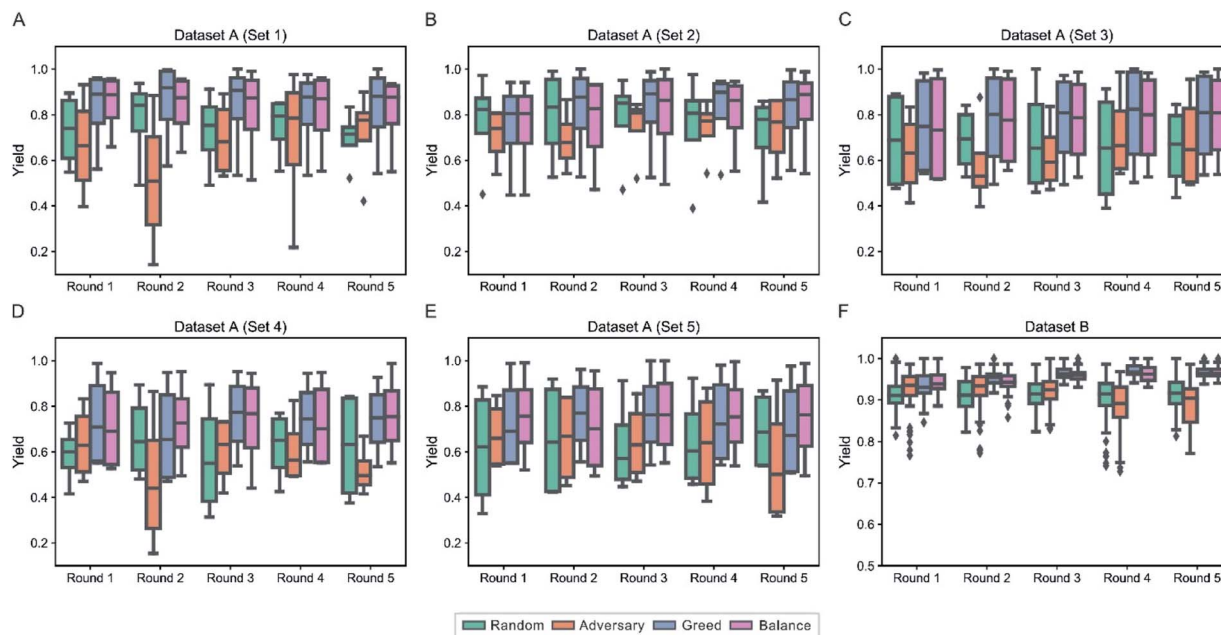 A
Dataset A (Set 1)
Yield
1.0
0.8
0.6
0.4
0.2
Round 1 Round 2 Round 3 Round 4 Round 5
B
Dataset A (Set 2)
Yield
1.0
0.8
0.6
0.4
0.2
Round 1 Round 2 Round 3 Round 4 Round 5
C
Dataset A (Set 3)
Yield
1.0
0.8
0.6
0.4
0.2
Round 1 Round 2 Round 3 Round 4 Round 5
D
Dataset A (Set 4)
Yield
1.0
0.8
0.6
0.4
0.2
Round 1 Round 2 Round 3 Round 4 Round 5
E
Dataset A (Set 5)
Yield
1.0
0.8
0.6
0.4
0.2
Round 1 Round 2 Round 3 Round 4 Round 5
F
Dataset B
Yield
1.0
0.9
0.8
0.7
0.6
0.5
Round 1 Round 2 Round 3 Round 4 Round 5
Random Adversary Greed Balance